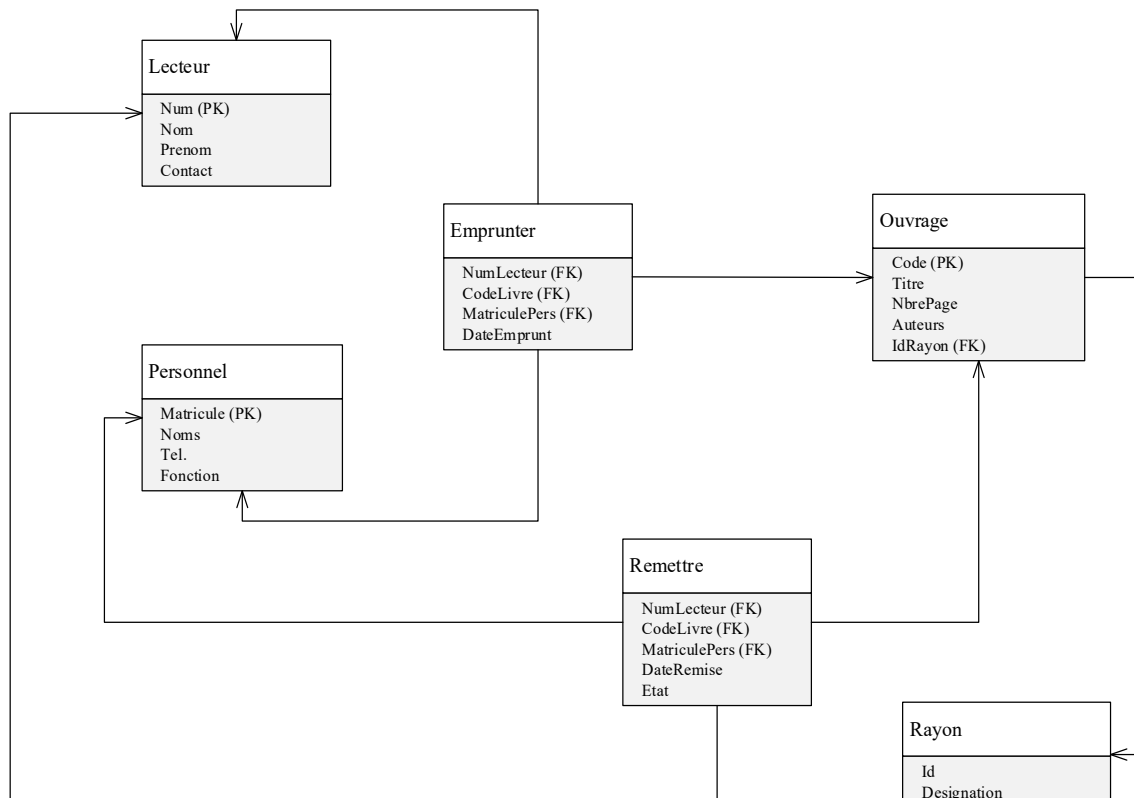 Lecteur
Num (PK)
Nom
Prenom
Contact
Emprunter
NumLecteur (FK)
CodeLivre (FK)
MatriculePers (FK)
DateEmprunt
Ouvrage
Code (PK)
Titre
NbrePage
Auteurs
IdRayon (FK)
Personnel
Matricule (PK)
Noms
Tel.
Fonction
Remettre
NumLecteur (FK)
CodeLivre (FK)
MatriculePers (FK)
DateRemise
Etat
Rayon
Id
Designation